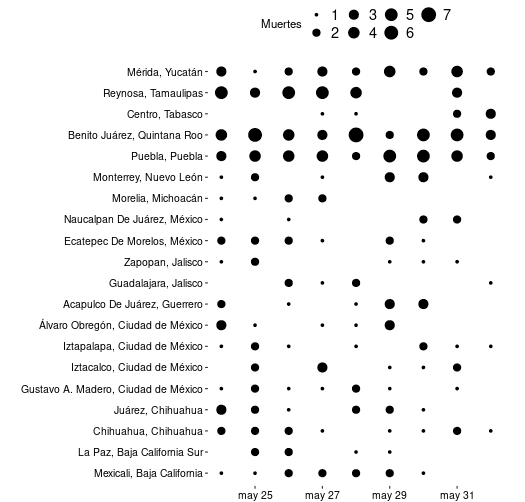 Muertes 1 3 5 7
2 4 6
Mérida, Yucatán
Reynosa, Tamaulipas
Centro, Tabasco
Benito Juárez, Quintana Roo
Puebla, Puebla
Monterrey, Nuevo León
Morelia, Michoacán
Naucalpan De Juárez, México
Ecatepec De Morelos, México
Zapopan, Jalisco
Guadalajara, Jalisco
Acapulco De Juárez, Guerrero
Álvaro Obregón, Ciudad de México
Iztapalapa, Ciudad de México
Iztacalco, Ciudad de México
Gustavo A. Madero, Ciudad de México
Juárez, Chihuahua
Chihuahua, Chihuahua
La Paz, Baja California Sur
Mexicali, Baja California
may 25 may 27 may 29 may 31